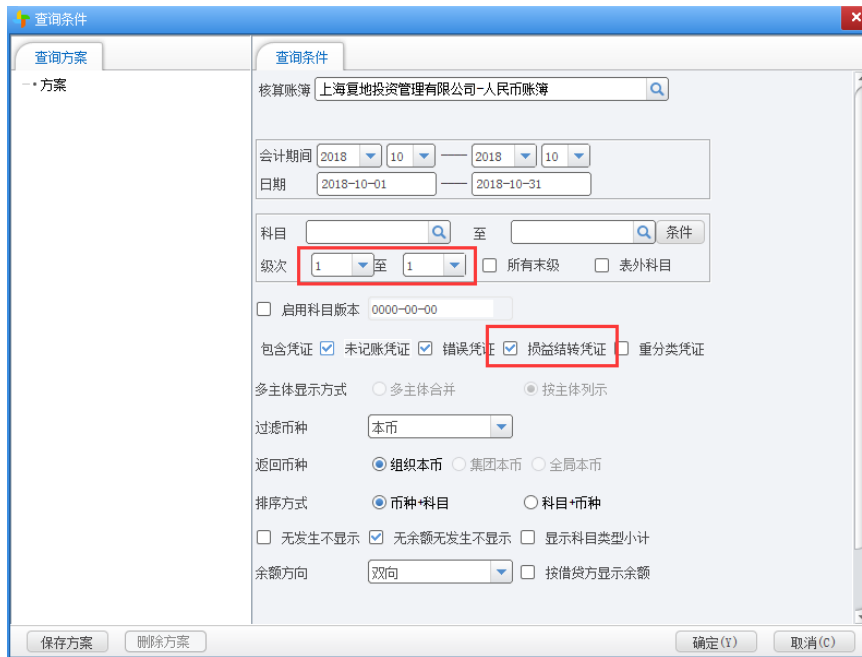 查询条件
查询方案
查询条件
方案
核算账簿 上海复地投资管理有限公司-人民币账簿
会计期间 2018 10 2018 10
日期 2018-10-01 2018-10-31
科目 至 条件
级次 1 至 1 所有末级 表外科目
启用科目版本 0000-00-00
包含凭证 未记账凭证 错误凭证 损益结转凭证 重分类凭证
多主体显示方式 多主体合并 按主体列示
过滤币种 本币
返回币种 组织本币 集团本币 全局本币
排序方式 币种+科目 科目+币种
无发生不显示 无余额无发生不显示 显示科目类型小计
余额方向 双向 按借贷方显示余额
保存方案 删除方案 确定(Y) 取消(C)